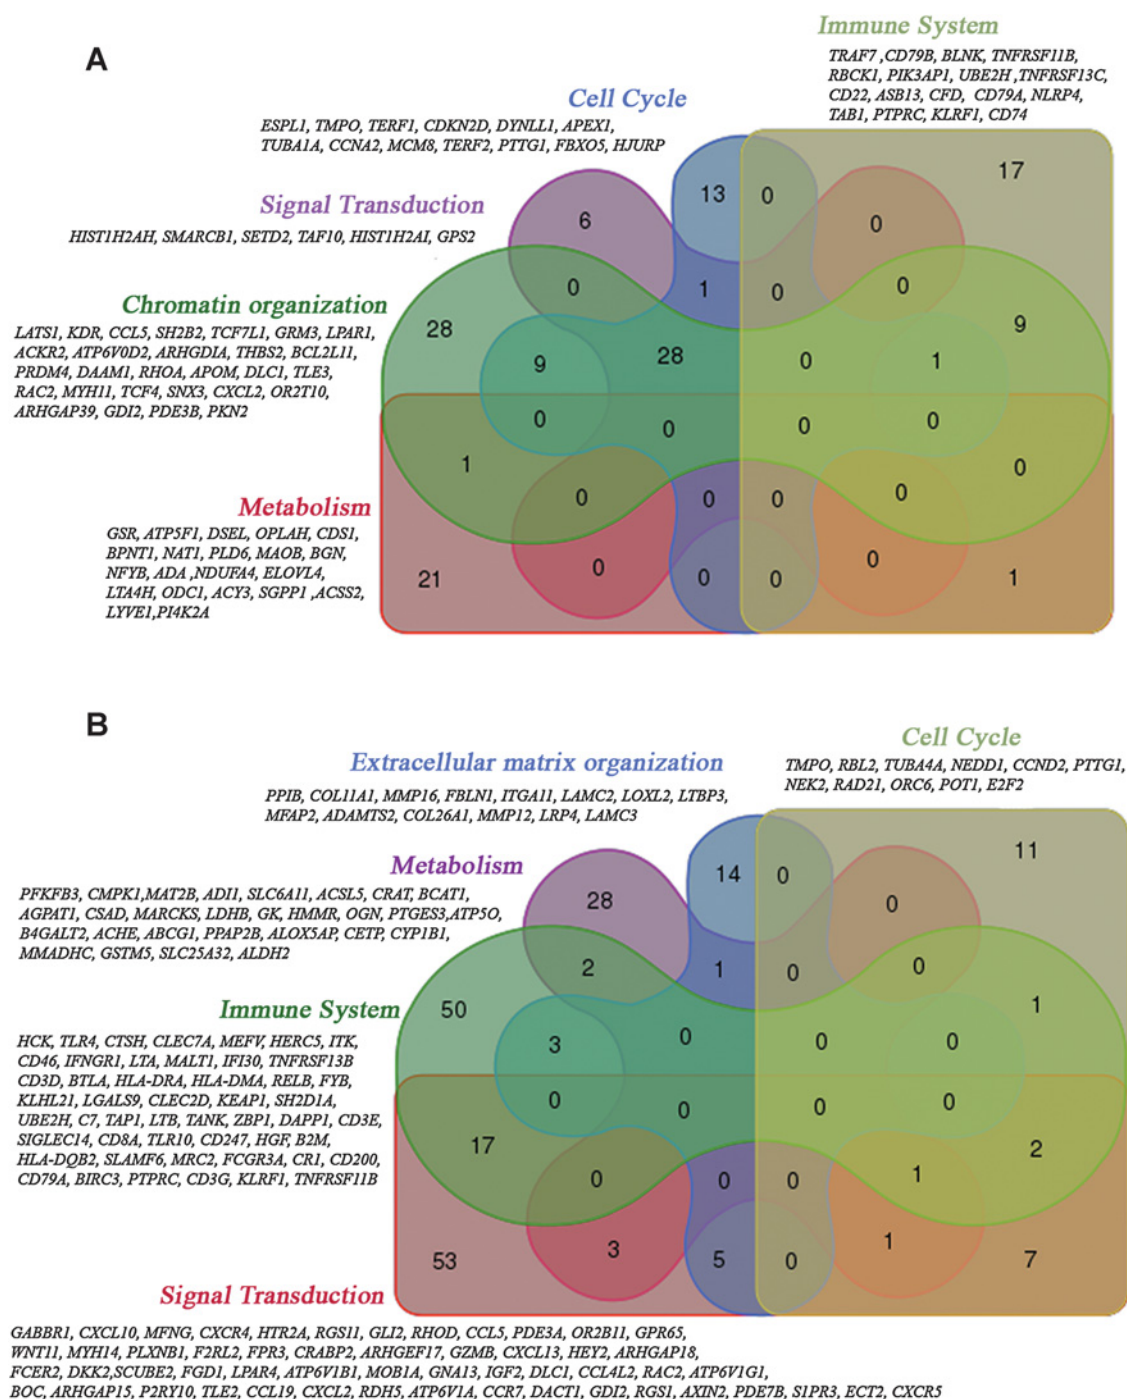 A
Immune System
TRAF7 ,CD79B, BLNK, TNFRSF11B,
RBCK1, PIK3AP1, UBE2H ,TNFRSF13C,
CD22, ASB13, CFD, CD79A, NLRP4,
TAB1, PTPRC, KLRF1, CD74
Cell Cycle
ESPL1, TMPO, TERF1, CDKN2D, DYNLL1, APEX1,
TUBA1A, CCNA2, MCM8, TERF2, PTTG1, FBXO5, HJURP
Signal Transduction
HIST1H2AH, SMARCB1, SETD2, TAF10, HIST1H2AI, GPS2
Chromatin organization
LATS1, KDR, CCL5, SH2B2, TCF7L1, GRM3, LPAR1,
ACKR2, ATP6V0D2, ARHGDIA, THBS2, BCL2L11,
PRDM4, DAAM1, RHOA, APOM, DLC1, TLE3,
RAC2, MYH11, TCF4, SNX3, CXCL2, OR2T10,
ARHGAP39, GDI2, PDE3B, PKN2
Metabolism
GSR, ATP5F1, DSEL, OPLAH, CDS1,
BPNT1, NAT1, PLD6, MAOB, BGN,
NFYB, ADA ,NDUFA4, ELOVL4,
LTA4H, ODC1, ACY3, SGPP1 ,ACSS2,
LYVE1,PI4K2A
13 0 17
6 0
0 1 0 0
28 9
9 28 0 1
0 0 0 0
1 0
0 0 0 0
0 0
21 0 0 1
B
Cell Cycle
TMPO, RBL2, TUBA4A, NEDD1, CCND2, PTTG1,
NEK2, RAD21, ORC6, POT1, E2F2
Extracellular matrix organization
PPIB, COL11A1, MMP16, FBLN1, ITGA11, LAMC2, LOXL2, LTBP3,
MFAP2, ADAMTS2, COL26A1, MMP12, LRP4, LAMC3
Metabolism
PFKFB3, CMPK1,MAT2B, ADI1, SLC6A11, ACSL5, CRAT, BCAT1,
AGPAT1, CSAD, MARCKS, LDHB, GK, HMMR, OGN, PTGES3,ATP5O,
B4GALT2, ACHE, ABCG1, PPAP2B, ALOX5AP, CETP, CYP1B1,
MMADHC, GSTM5, SLC25A32, ALDH2
Immune System
HCK, TLR4, CTSH, CLEC7A, MEFV, HERC5, ITK,
CD46, IFNGR1, LTA, MALT1, IFI30, TNFRSF13B
CD3D, BTLA, HLA-DRA, HLA-DMA, RELB, FYB,
KLHL21, LGALS9, CLEC2D, KEAP1, SH2D1A,
UBE2H, C7, TAP1, LTB, TANK, ZBP1, DAPP1, CD3E,
SIGLEC14, CD8A, TLR10, CD247, HGF, B2M,
HLA-DQB2, SLAMF6, MRC2, FCGR3A, CR1, CD200,
CD79A, BIRC3, PTPRC, CD3G, KLRF1, TNFRSF11B
14 0 11
28 0
2 1 0 0
50 1
3 0 0 0
0 0 0 0
17 2
0 0 0 1
3 1
53 5 0 7
Signal Transduction
GABBR1, CXCL10, MFNG, CXCR4, HTR2A, RGS11, GLI2, RHOD, CCL5, PDE3A, OR2B11, GPR65,
WNT11, MYH14, PLXNB1, F2RL2, FPR3, CRABP2, ARHGEF17, GZMB, CXCL13, HEY2, ARHGAP18,
FCER2, DKK2,SCUBE2, FGD1, LPAR4, ATP6V1B1, MOB1A, GNA13, IGF2, DLC1, CCL4L2, RAC2, ATP6V1G1,
BOC, ARHGAP15, P2RY10, TLE2, CCL19, CXCL2, RDH5, ATP6V1A, CCR7, DACT1, GDI2, RGS1, AXIN2, PDE7B, S1PR3, ECT2, CXCR5